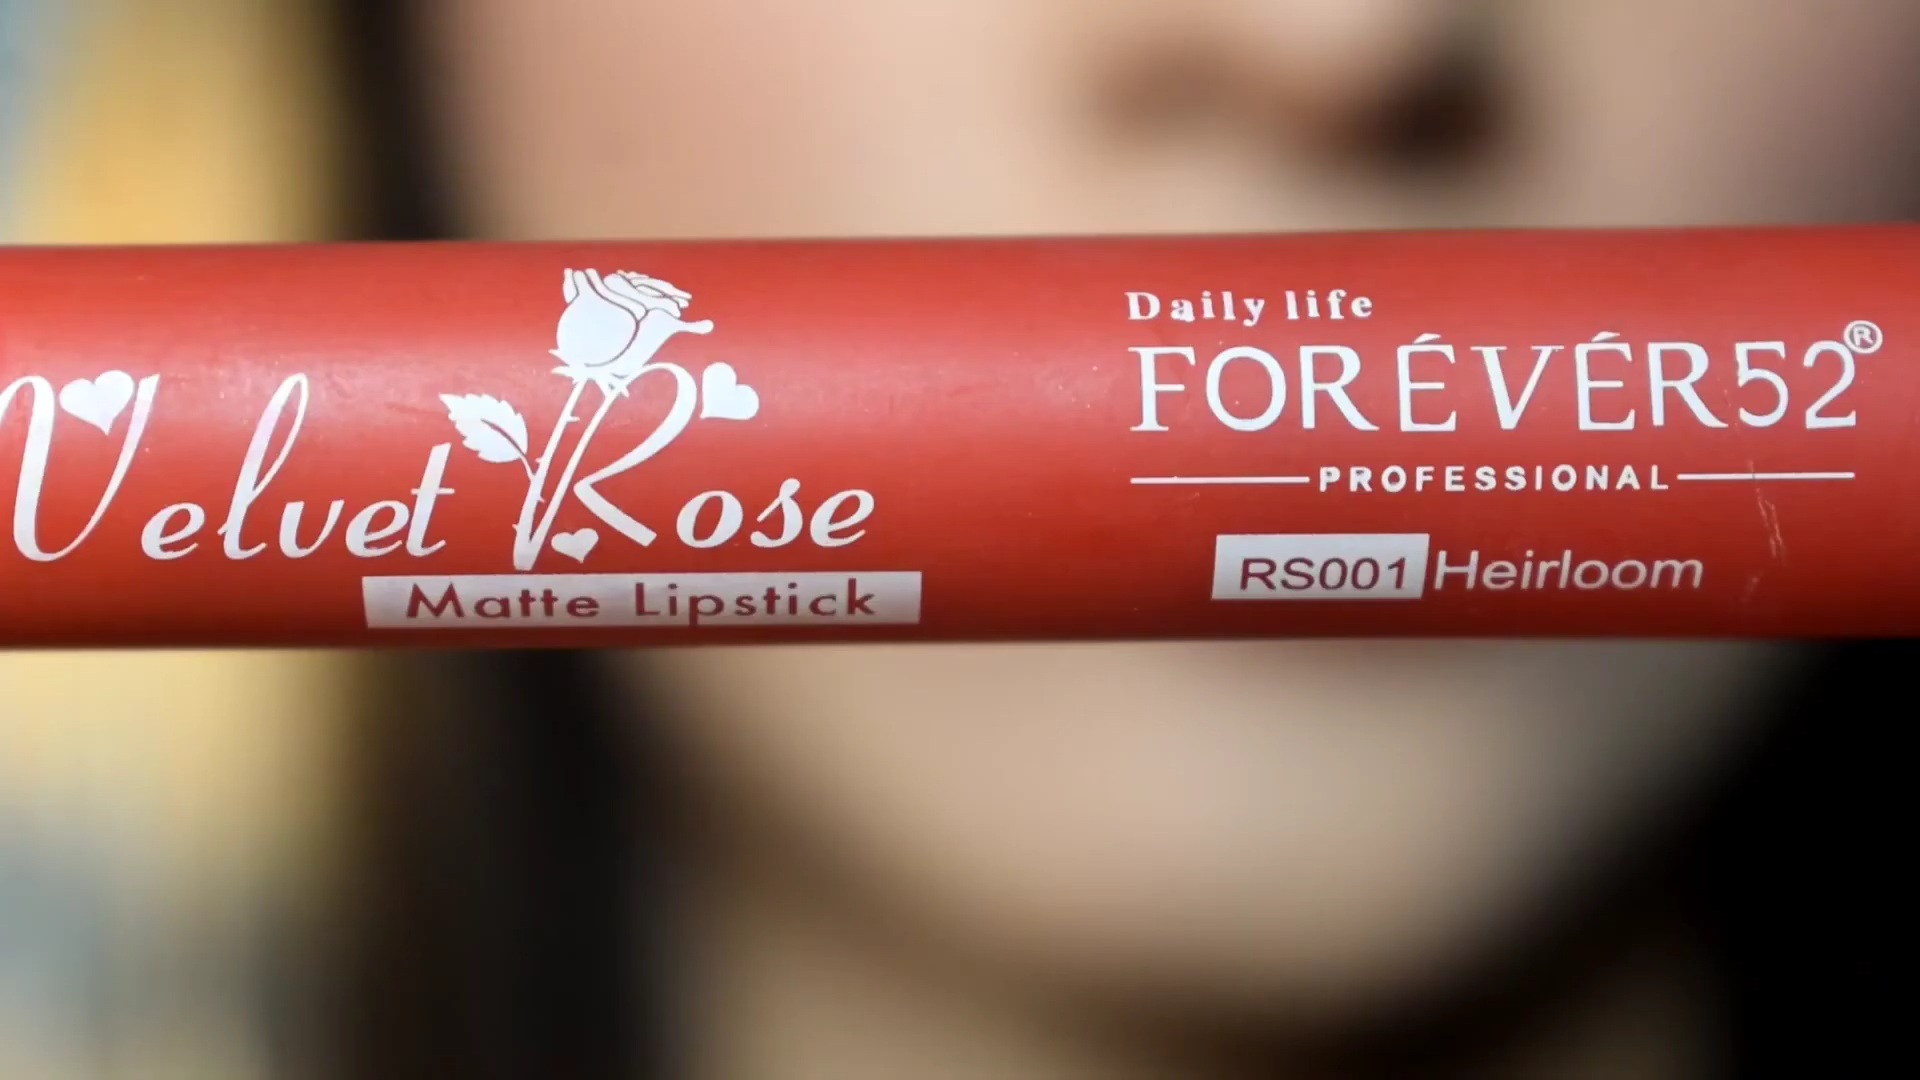 Velvet Rose
Matte Lipstick
Daily life
FORÉVÉR52®
PROFESSIONAL
RS001 Heirloom